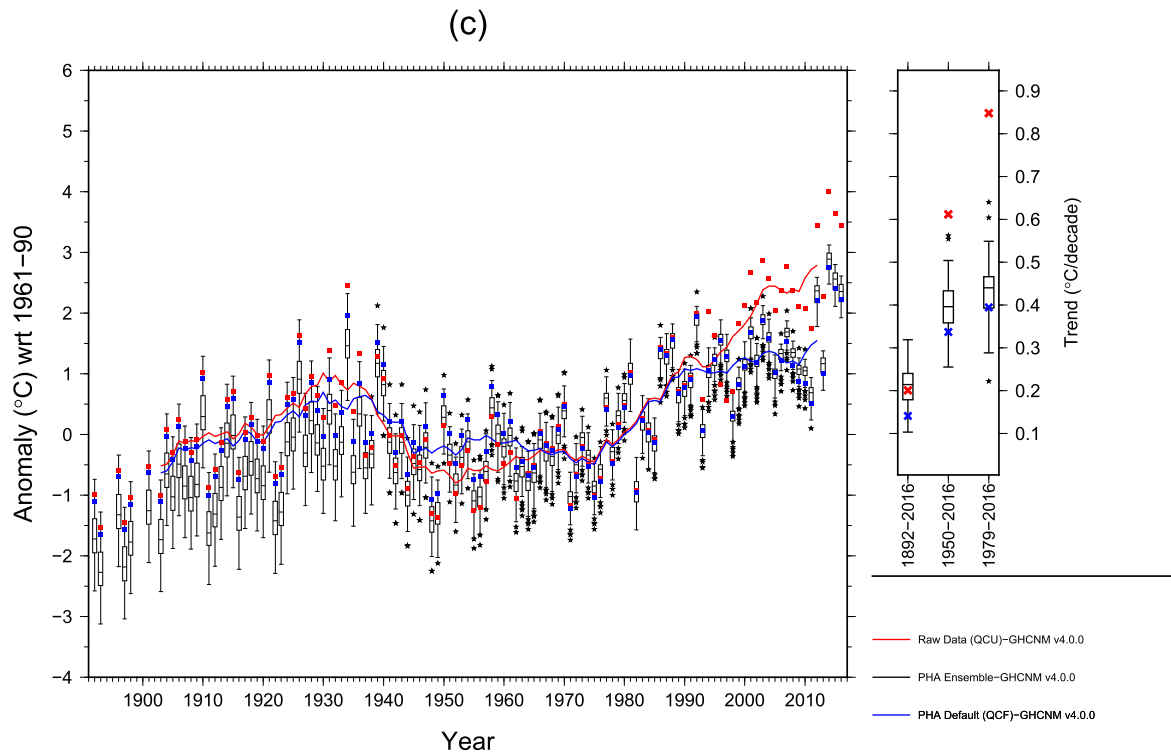 (c)
Anomaly (°C) wrt 1961−90
6
5
4
3
2
1
0
−1
−2
−3
−4
1900 1910 1920 1930 1940 1950 1960 1970 1980 1990 2000 2010
Year
0.9
0.8
0.7
0.6
0.5
0.4
0.3
0.2
0.1
Trend (°C/decade)
1892−2016
1950−2016
1979−2016
Raw Data (QCU)−GHCNM v4.0.0
PHA Ensemble−GHCNM v4.0.0
PHA Default (QCF)−GHCNM v4.0.0